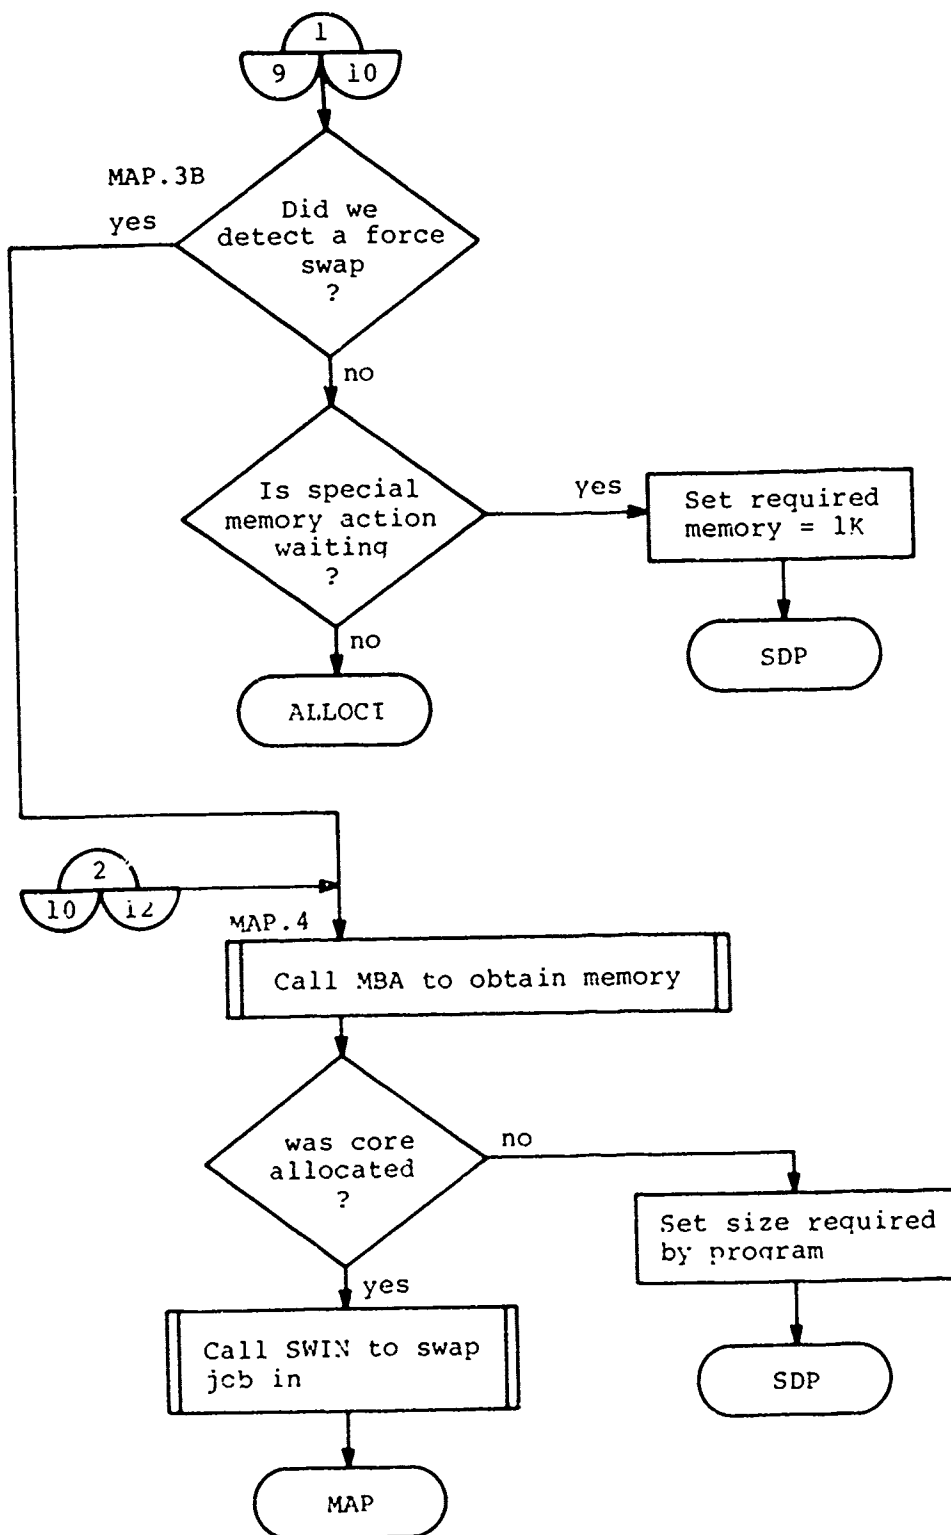 1
9
10
MAP.3B
yes
Did we
detect a force
swap
?
no
Is special
memory action
waiting
?
yes
Set required
memory = 1K
SDP
no
ALLOCI
2
10
12
MAP.4
Call MBA to obtain memory
was core
allocated
?
no
Set size required
by program
SDP
yes
Call SWIN to swap
job in
MAP